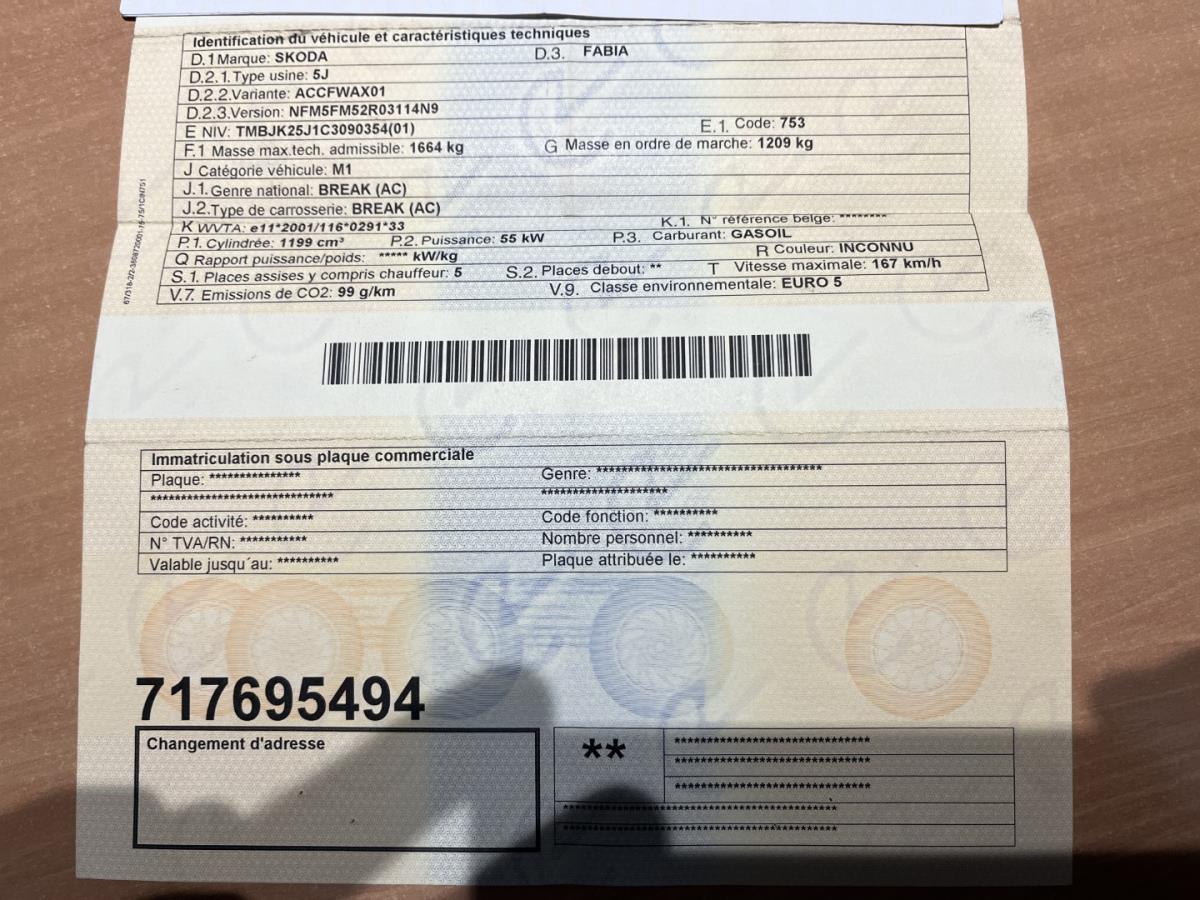 Identification du véhicule et caractéristiques techniques
D.1 Marque: SKODA D.3. FABIA
D.2.1. Type usine: 5J
D.2.2. Variante: ACCFWAX01
D.2.3. Version: NFM5FM52R03114N9
E NIV: TMBJK25J1C3090354(01) E.1. Code: 753
F.1 Masse max.tech. admissible: 1664 kg G Masse en ordre de marche: 1209 kg
J Catégorie véhicule: M1
J.1. Genre national: BREAK (AC)
J.2. Type de carrosserie: BREAK (AC)
K WVTA: e11*2001/116*0291*33 K.1. N° référence belge: ********
P.1. Cylindrée: 1199 cm³ P.2. Puissance: 55 kW P.3. Carburant: GASOIL
Q Rapport puissance/poids: ***** kW/kg R Couleur: INCONNU
S.1. Places assises y compris chauffeur: 5 S.2. Places debout: ** T Vitesse maximale: 167 km/h
V.7. Emissions de CO2: 99 g/km V.9. Classe environnementale: EURO 5
Immatriculation sous plaque commerciale
Plaque: *************** Genre: ************************************
****************************** ********************
Code activité: ********** Code fonction: **********
N° TVA/RN: *********** Nombre personnel: **********
Valable jusqu´au: ********** Plaque attribuée le: **********
717695494
Changement d'adresse
**
******************************
******************************
******************************
******************************************
******************************************